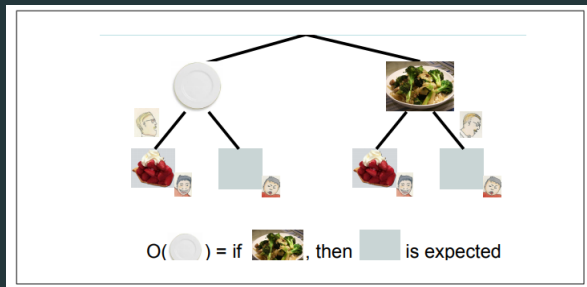 O( ) = if , then is expected